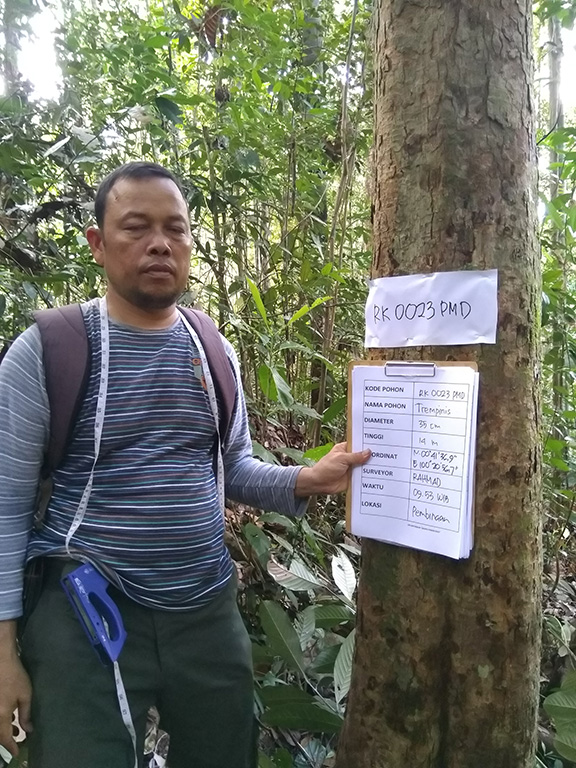 RK 0023 PMD
KODE POHON RK 0023 PMD
NAMA POHON Trempinis
DIAMETER 35 cm
TINGGI 14 m
OORDINAT N 00°41'36,9"
E 100°20'36,7"
SURVEYOR RAHMAD
WAKTU 09.53 WIB
LOKASI Pembinaan